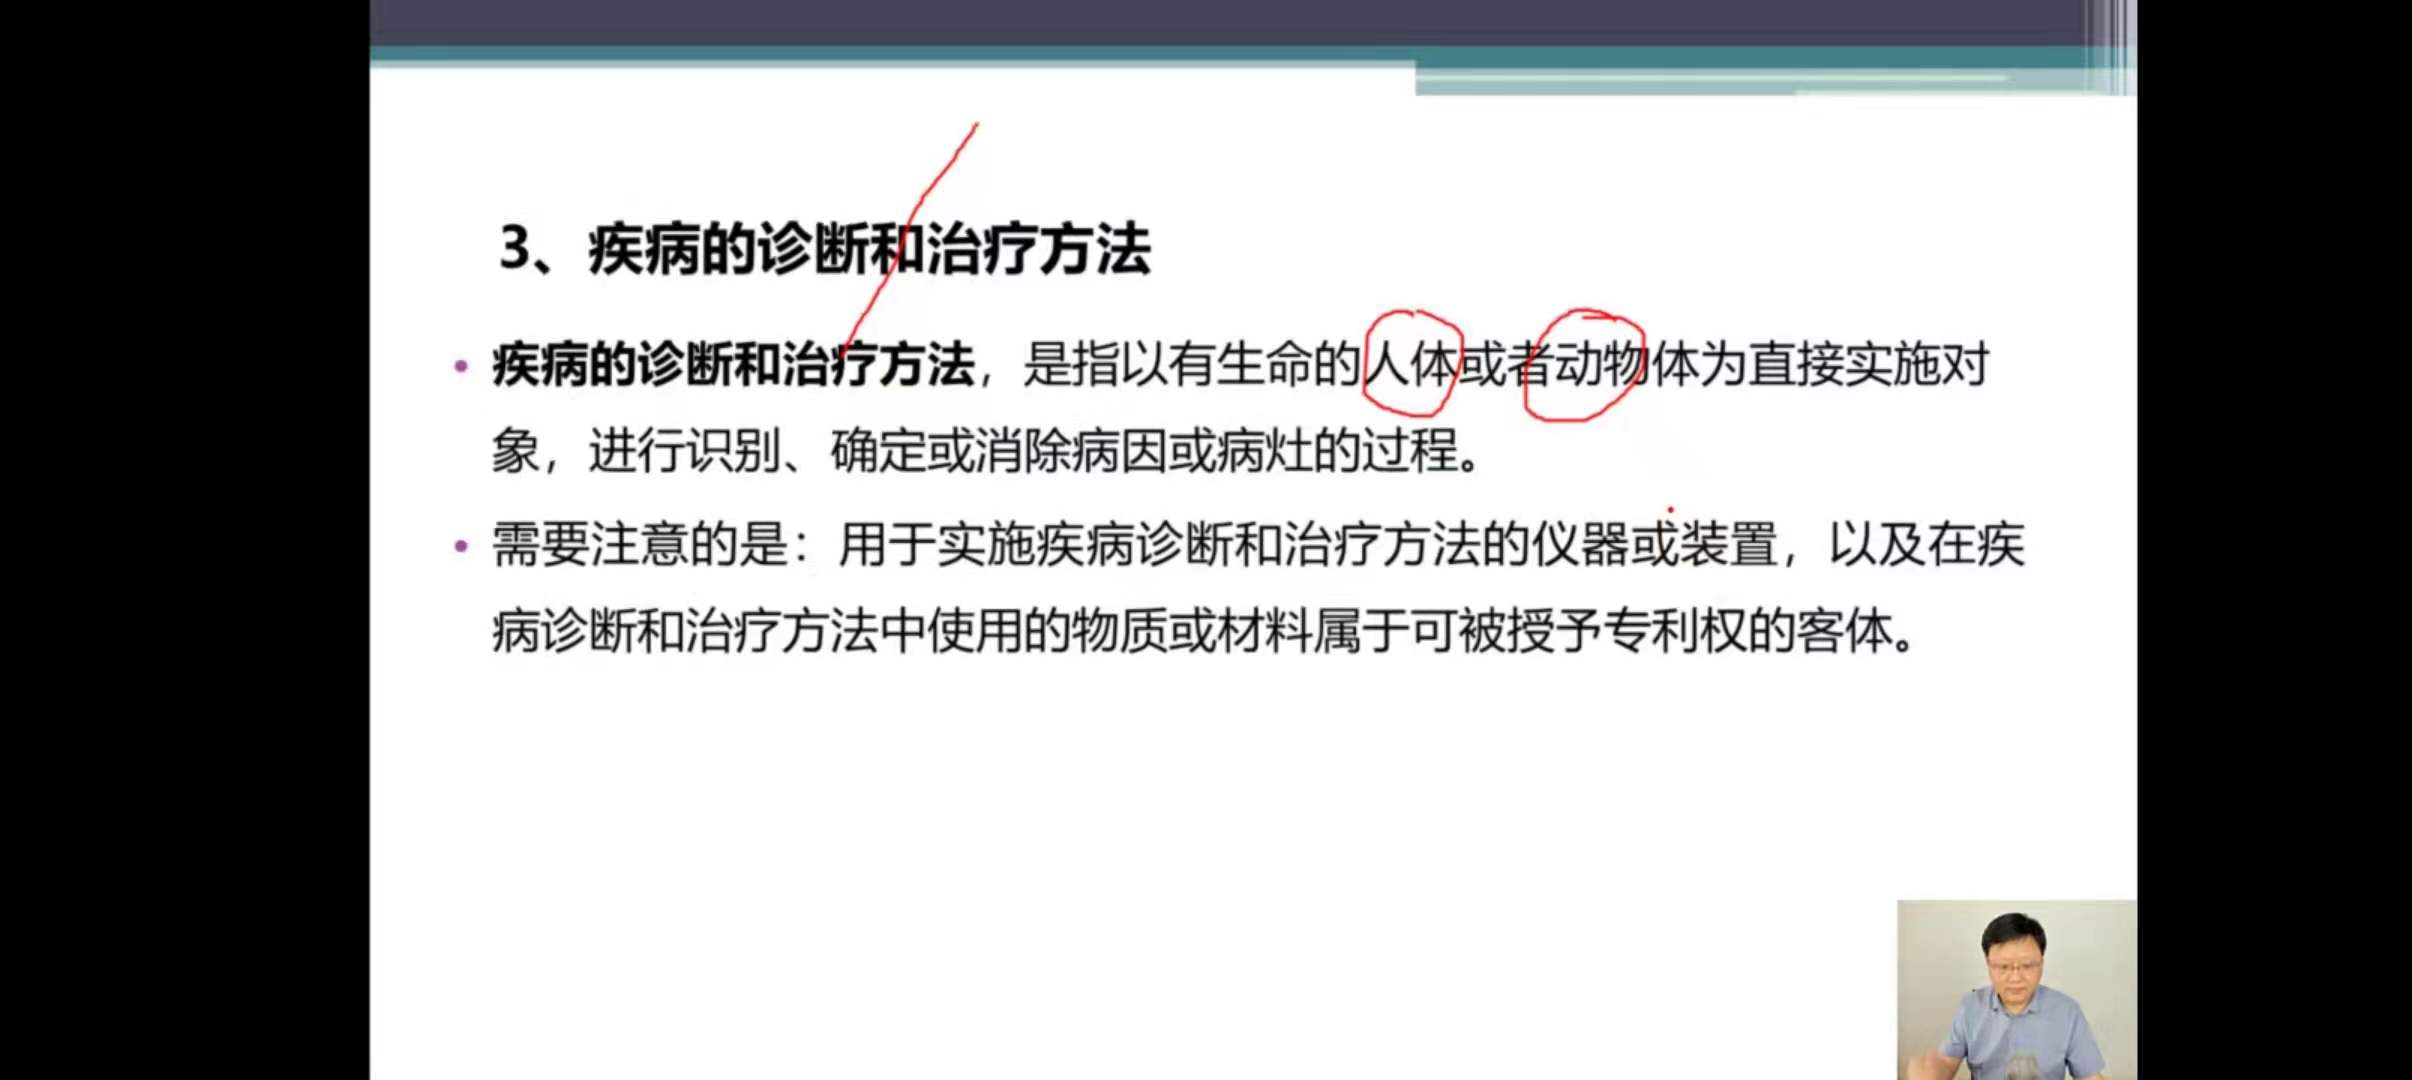 3、疾病的诊断和治疗方法
疾病的诊断和治疗方法，是指以有生命的人体或者动物体为直接实施对
象，进行识别、确定或消除病因或病灶的过程。
需要注意的是：用于实施疾病诊断和治疗方法的仪器或装置，以及在疾
病诊断和治疗方法中使用的物质或材料属于可被授予专利权的客体。